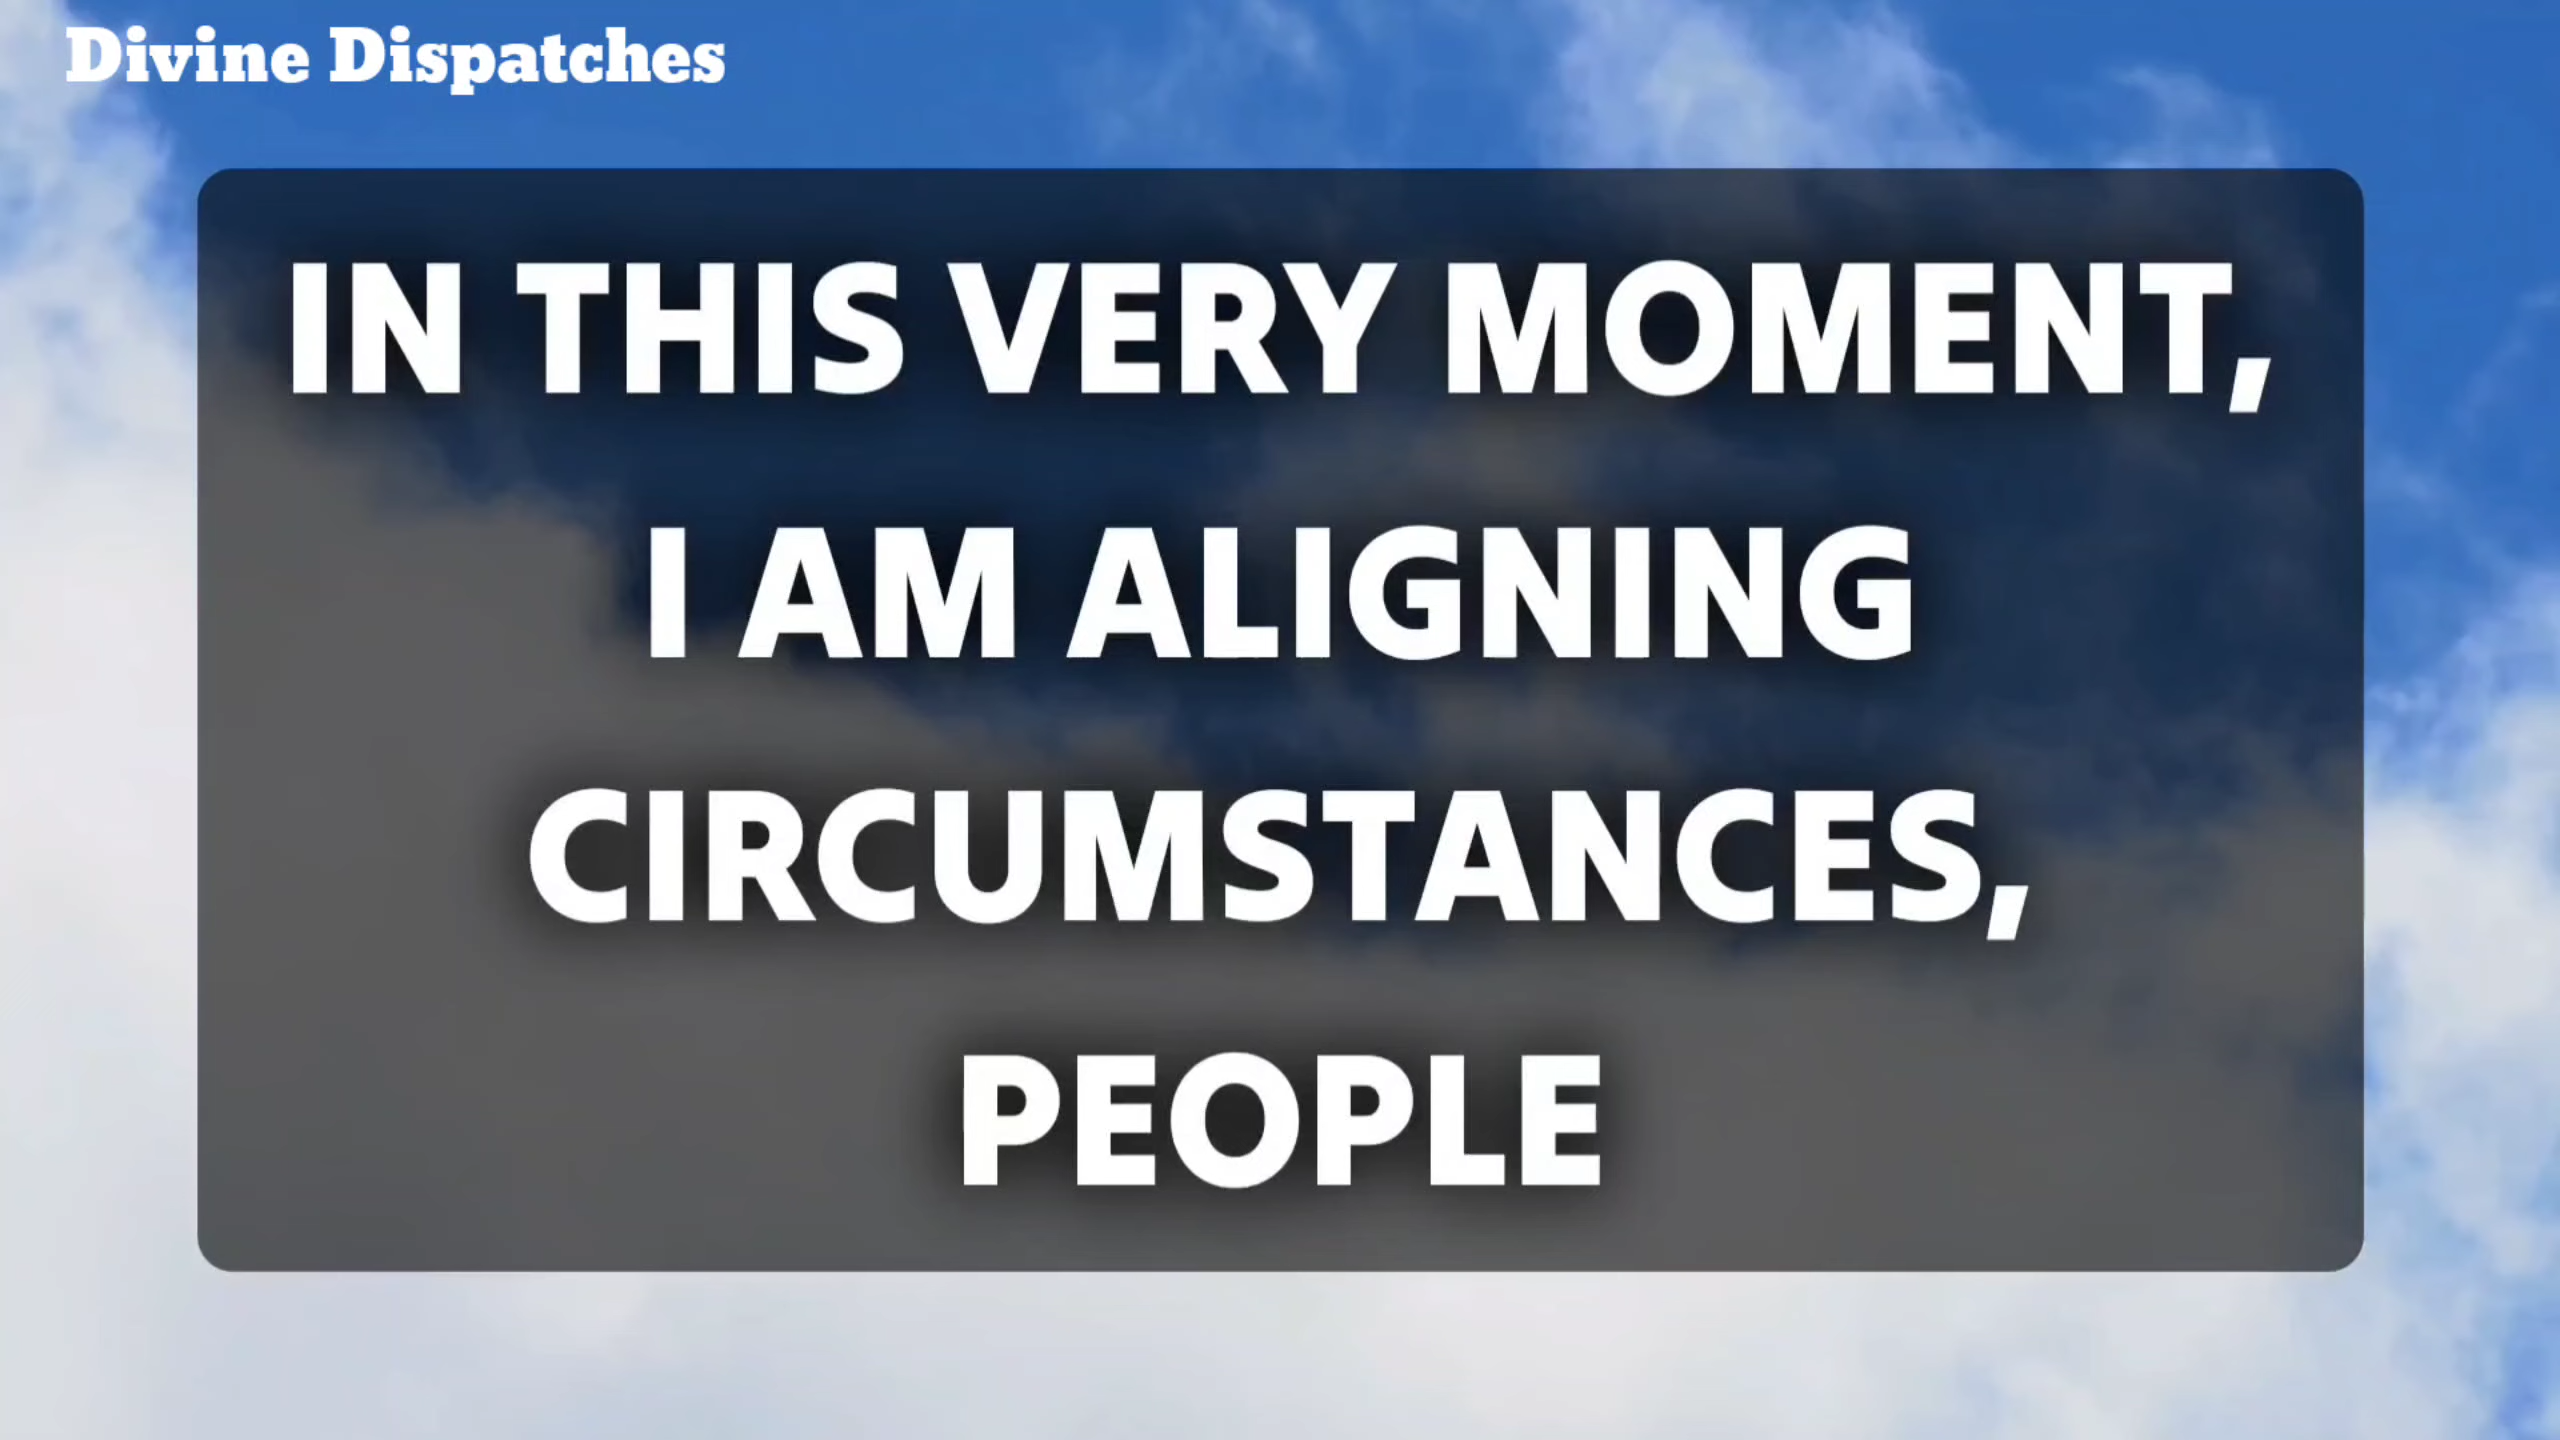 Divine Dispatches
IN THIS VERY MOMENT,
I AM ALIGNING
CIRCUMSTANCES,
PEOPLE